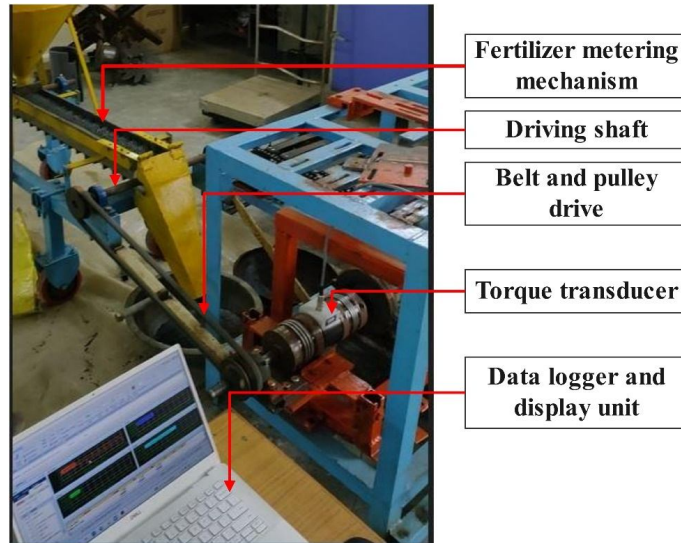 Fertilizer metering
mechanism
Driving shaft
Belt and pulley
drive
Torque transducer
Data logger and
display unit